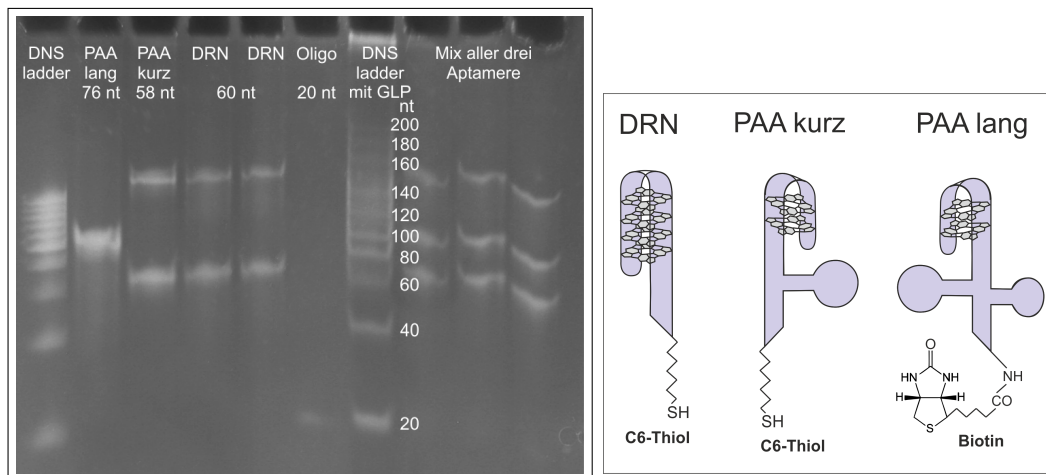 DNS ladder
PAA lang 76 nt
PAA kurz 58 nt
DRN
DRN
60 nt
Oligo 20 nt
DNS ladder mit GLP
Mix aller drei Aptamere
nt
200
180
160
140
120
100
80
60
40
20
DRN
PAA kurz
PAA lang
SH
C6-Thiol
SH
C6-Thiol
O
HN
NH
H
H
S
NH
CO
Biotin